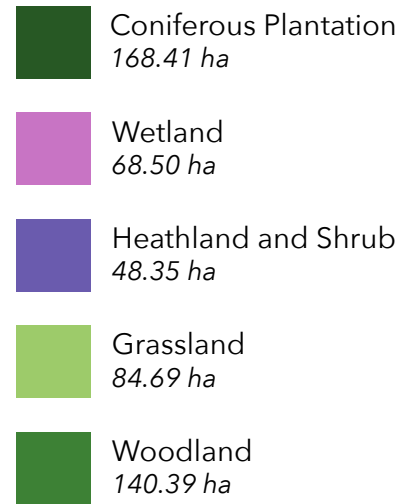 Coniferous Plantation
168.41 ha
Wetland
68.50 ha
Heathland and Shrub
48.35 ha
Grassland
84.69 ha
Woodland
140.39 ha